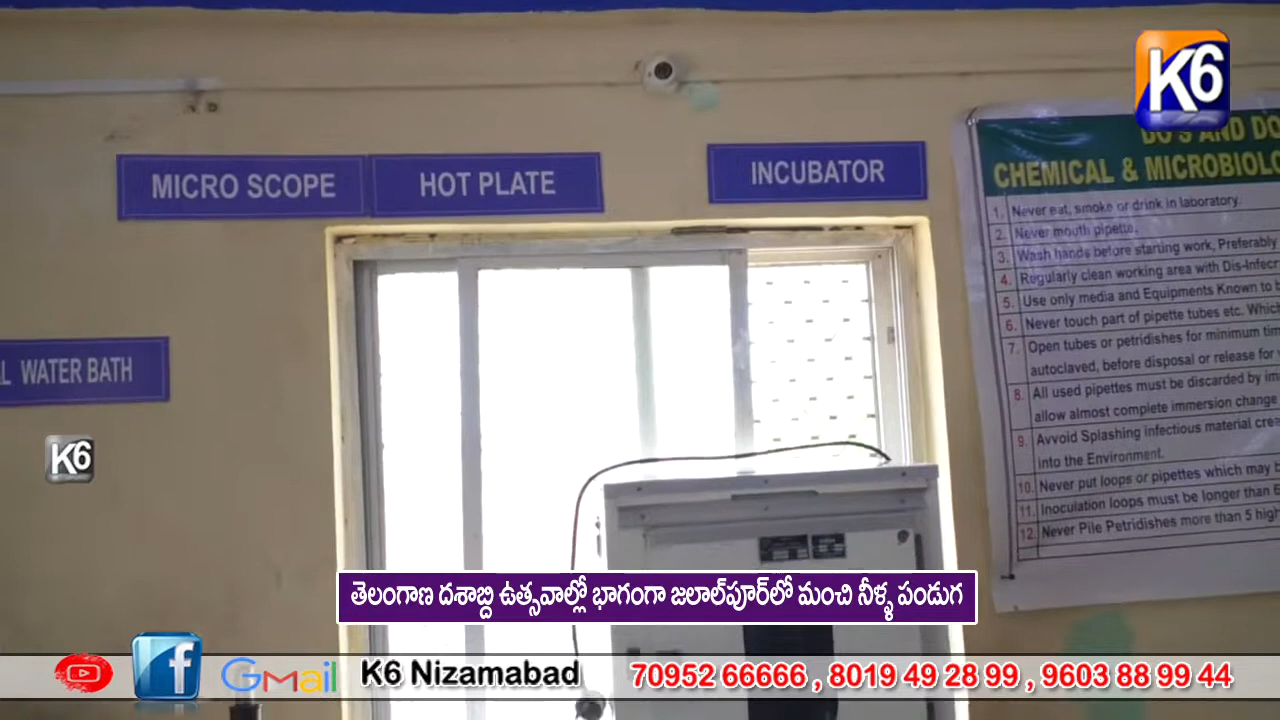 K6
MICRO SCOPE
HOT PLATE
INCUBATOR
DO'S AND DO
CHEMICAL & MICROBIOLO
1. Never eat, smoke or drink in laboratory.
2. Never mouth pipette.
3. Wash hands before starting work, Preferably
4. Regularly clean working area with Dis-Infec
5. Use only media and Equipments Known to b
6. Never touch part of pipette tubes etc. Which
7. Open tubes or petridishes for minimum tim
autoclaved, before disposal or release for
8. All used pipettes must be discarded by im
allow almost complete immersion change
9. Avvoid Splashing infectious material crea
into the Environment.
10. Never put loops or pipettes which may b
11. Inoculation loops must be longer than 6
12. Never Pile Petridishes more than 5 high
L WATER BATH
K6
తెలంగాణ దశాబ్ది ఉత్సవాల్లో భాగంగా జలాల్‌పూర్‌లో మంచి నీళ్ళ పండుగ
f Gmail K6 Nizamabad 70952 66666 , 8019 49 28 99 , 9603 88 99 44